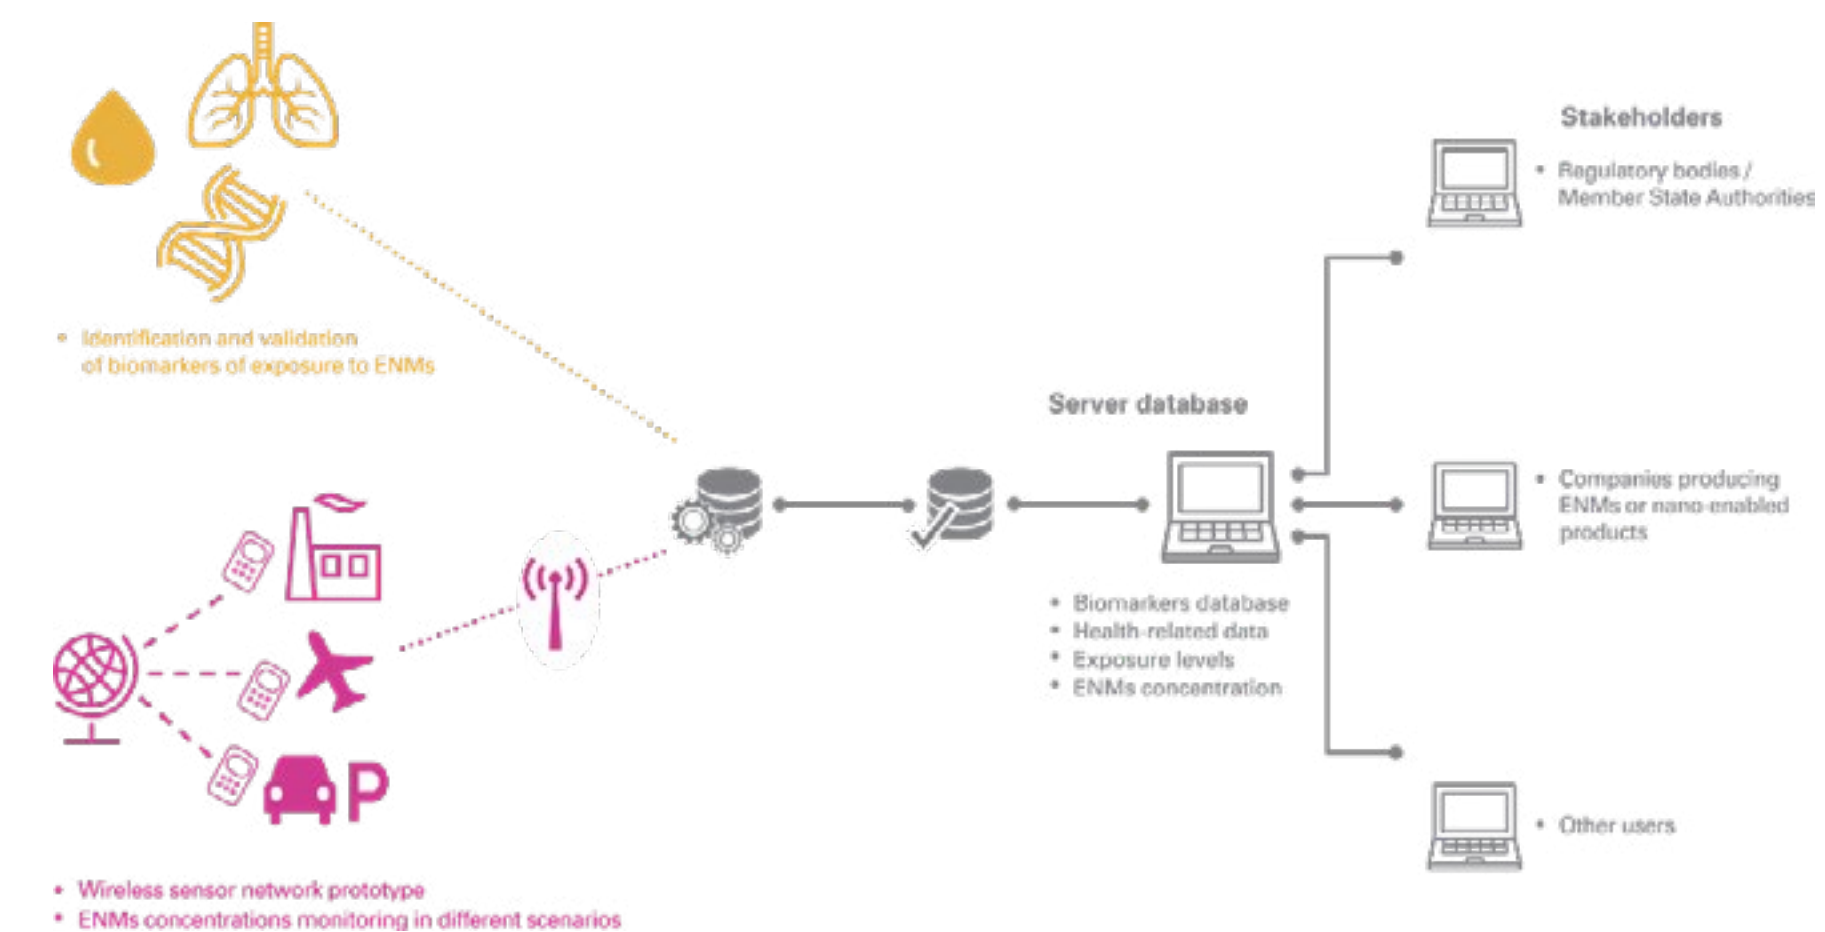 Stakeholders
• Regulatory bodies /
Member State Authorities
• Identification and validation
of biomarkers of exposure to ENMs
Server database
• Companies producing
ENMs or nano-enabled
products
• Biomarkers database
• Health-related data
• Exposure levels
• ENMs concentration
P
• Other users
• Wireless sensor network prototype
• ENMs concentrations monitoring in different scenarios